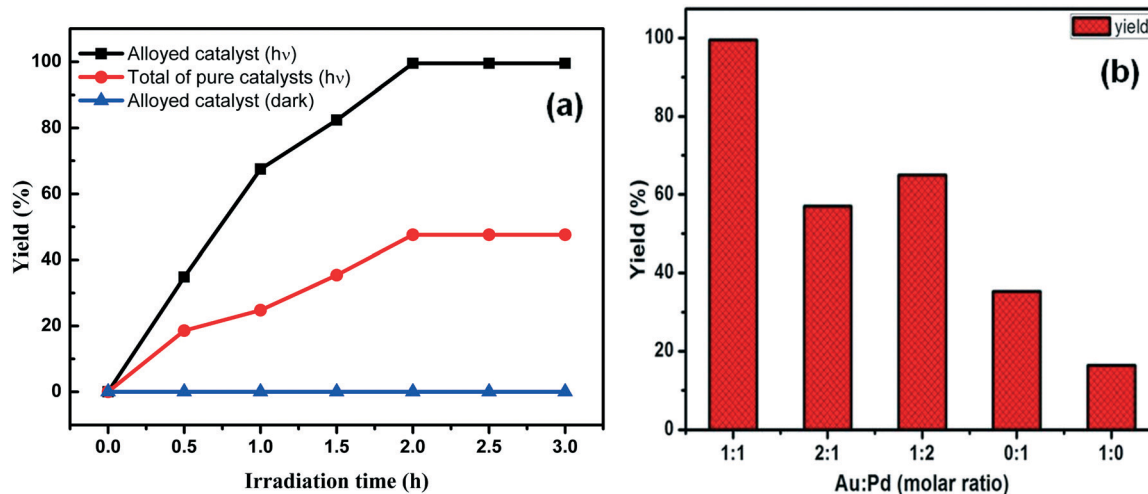 Alloyed catalyst (hν)
Total of pure catalysts (hν)
Alloyed catalyst (dark)
(a)
100
80
60
40
20
0
Yield (%)
0.0 0.5 1.0 1.5 2.0 2.5 3.0
Irradiation time (h)
yield
(b)
100
80
60
40
20
0
Yield (%)
1:1 2:1 1:2 0:1 1:0
Au:Pd (molar ratio)